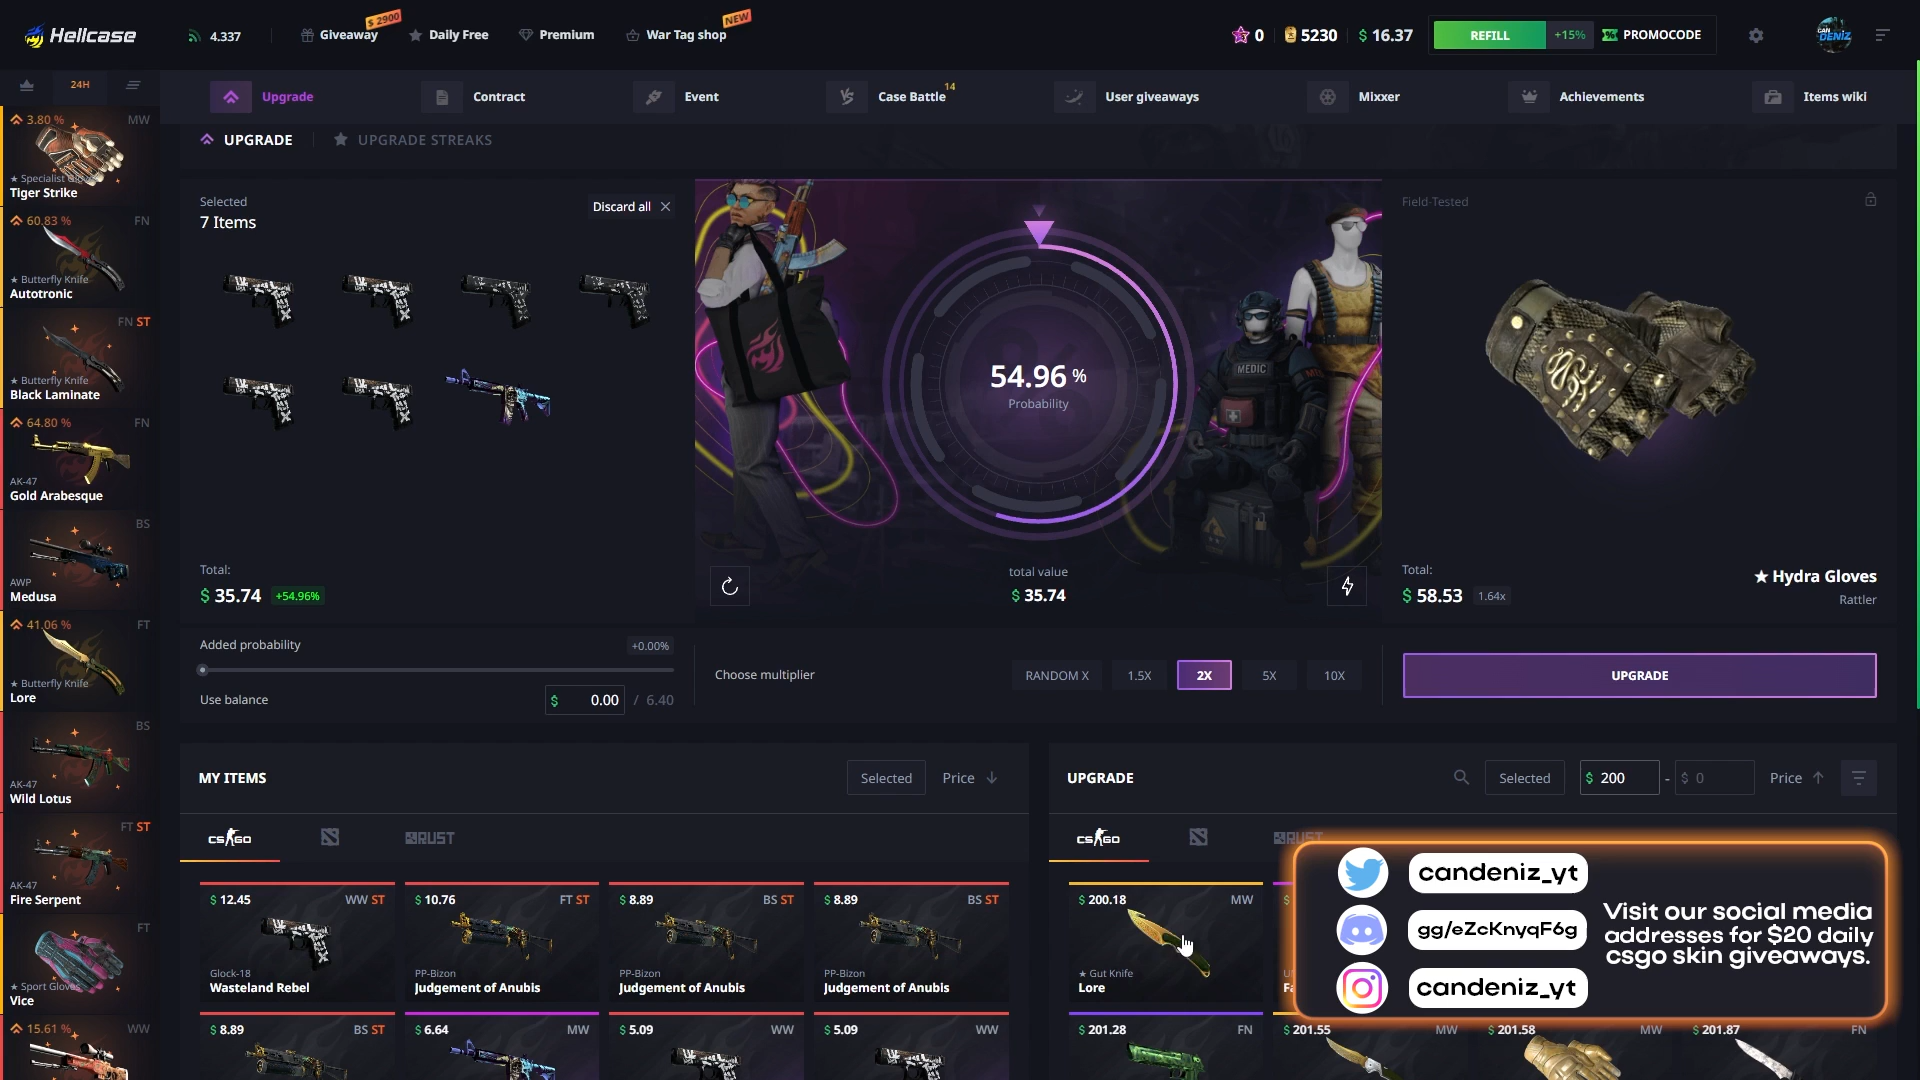 Hellcase
4.337
Giveaway
$ 2900
Daily Free
Premium
War Tag shop
NEW
0
5230
$ 16.37
REFILL
+15%
PROMOCODE
CAN
DENİZ
24H
Upgrade
Contract
Event
Case Battle
14
User giveaways
Mixxer
Achievements
Items wiki
3.80 %
MW
★ Specialist Gloves
Tiger Strike
60.83 %
FN
★ Butterfly Knife
Autotronic
FN ST
★ Butterfly Knife
Black Laminate
64.80 %
FN
AK-47
Gold Arabesque
BS
AWP
Medusa
41.06 %
FT
★ Butterfly Knife
Lore
BS
AK-47
Wild Lotus
FT ST
AK-47
Fire Serpent
FT
★ Sport Gloves
Vice
15.61 %
WW
UPGRADE
UPGRADE STREAKS
Selected
7 Items
Discard all
Total:
$ 35.74
+54.96%
MEDIC
54.96 %
Probability
total value
$ 35.74
Field-Tested
Total:
$ 58.53
1.64x
★ Hydra Gloves
Rattler
Added probability
+0.00%
Use balance
$ 0.00 / 6.40
Choose multiplier
RANDOM X
1.5X
2X
5X
10X
UPGRADE
MY ITEMS
Selected
Price
CS GO
RUST
$ 12.45
WW ST
Glock-18
Wasteland Rebel
$ 10.76
FT ST
PP-Bizon
Judgement of Anubis
$ 8.89
BS ST
PP-Bizon
Judgement of Anubis
$ 8.89
BS ST
PP-Bizon
Judgement of Anubis
$ 8.89
BS ST
$ 6.64
MW
$ 5.09
WW
$ 5.09
WW
UPGRADE
Selected
$ 200 - $ 0
Price
CS GO
RUST
$ 200.18
MW
★ Gut Knife
Lore
$ 201.28
FN
$ 201.55
MW
$ 201.58
MW
$ 201.87
FN
candeniz_yt
gg/eZcKnyqF6g
candeniz_yt
Visit our social media
addresses for $20 daily
csgo skin giveaways.